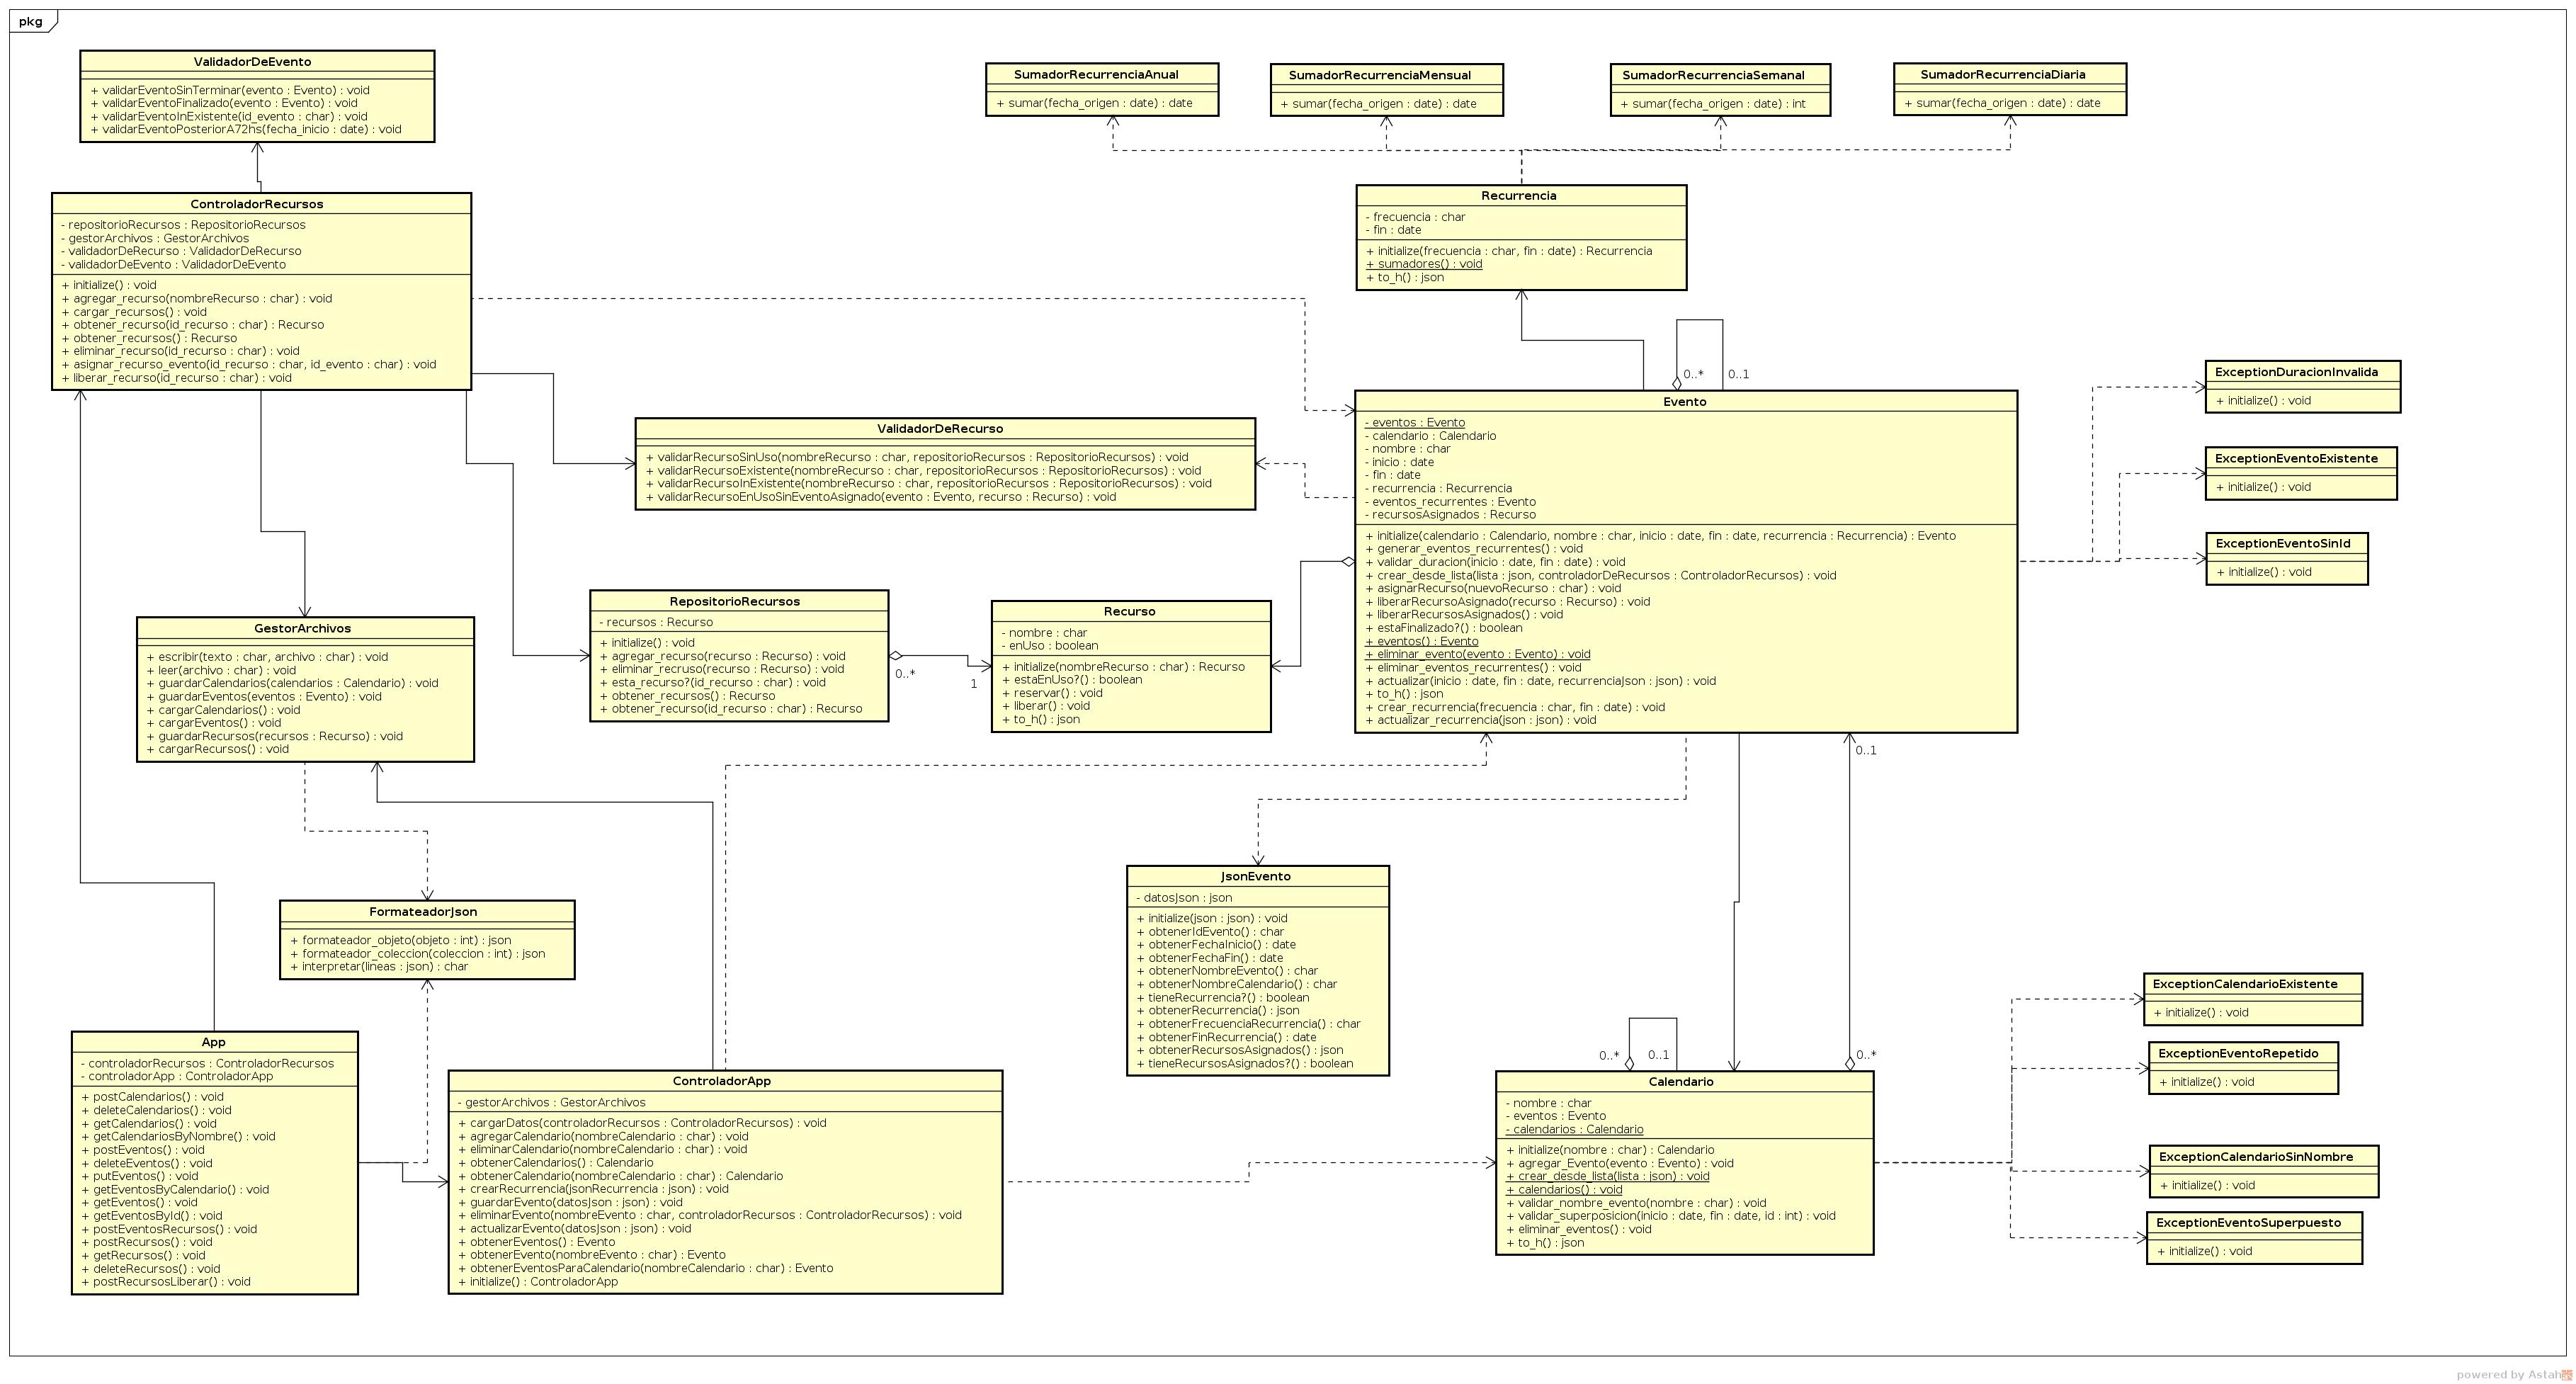 pkg
ValidadorDeEvento
+ validarEventoSinTerminar(evento : Evento) : void
+ validarEventoFinalizado(evento : Evento) : void
+ validarEventoInExistente(id_evento : char) : void
+ validarEventoPosteriorA72hs(fecha_inicio : date) : void
SumadorRecurrenciaAnual
+ sumar(fecha_origen : date) : date
SumadorRecurrenciaMensual
+ sumar(fecha_origen : date) : date
SumadorRecurrenciaSemanal
+ sumar(fecha_origen : date) : int
SumadorRecurrenciaDiaria
+ sumar(fecha_origen : date) : date
ControladorRecursos
- repositorioRecursos : RepositorioRecursos
- gestorArchivos : GestorArchivos
- validadorDeRecurso : ValidadorDeRecurso
- validadorDeEvento : ValidadorDeEvento
+ initialize() : void
+ agregar_recurso(nombreRecurso : char) : void
+ cargar_recursos() : void
+ obtener_recurso(id_recurso : char) : Recurso
+ obtener_recursos() : Recurso
+ eliminar_recurso(id_recurso : char) : void
+ asignar_recurso_evento(id_recurso : char, id_evento : char) : void
+ liberar_recurso(id_recurso : char) : void
Recurrencia
- frecuencia : char
- fin : date
+ initialize(frecuencia : char, fin : date) : Recurrencia
+ sumadores() : void
+ to_h() : json
0..*
0..1
ValidadorDeRecurso
+ validarRecursoSinUso(nombreRecurso : char, repositorioRecursos : RepositorioRecursos) : void
+ validarRecursoExistente(nombreRecurso : char, repositorioRecursos : RepositorioRecursos) : void
+ validarRecursoInExistente(nombreRecurso : char, repositorioRecursos : RepositorioRecursos) : void
+ validarRecursoEnUsoSinEventoAsignado(evento : Evento, recurso : Recurso) : void
Evento
- eventos : Evento
- calendario : Calendario
- nombre : char
- inicio : date
- fin : date
- recurrencia : Recurrencia
- eventos_recurrentes : Evento
- recursosAsignados : Recurso
+ initialize(calendario : Calendario, nombre : char, inicio : date, fin : date, recurrencia : Recurrencia) : Evento
+ generar_eventos_recurrentes() : void
+ validar_duracion(inicio : date, fin : date) : void
+ crear_desde_lista(lista : json, controladorDeRecursos : ControladorRecursos) : void
+ asignarRecurso(nuevoRecurso : char) : void
+ liberarRecursoAsignado(recurso : Recurso) : void
+ liberarRecursosAsignados() : void
+ estaFinalizado?() : boolean
+ eventos() : Evento
+ eliminar_evento(evento : Evento) : void
+ eliminar_eventos_recurrentes() : void
+ actualizar(inicio : date, fin : date, recurrenciaJson : json) : void
+ to_h() : json
+ crear_recurrencia(frecuencia : char, fin : date) : void
+ actualizar_recurrencia(json : json) : void
ExceptionDuracionInvalida
+ initialize() : void
ExceptionEventoExistente
+ initialize() : void
ExceptionEventoSinId
+ initialize() : void
GestorArchivos
+ escribir(texto : char, archivo : char) : void
+ leer(archivo : char) : void
+ guardarCalendarios(calendarios : Calendario) : void
+ guardarEventos(eventos : Evento) : void
+ cargarCalendarios() : void
+ cargarEventos() : void
+ guardarRecursos(recursos : Recurso) : void
+ cargarRecursos() : void
RepositorioRecursos
- recursos : Recurso
+ initialize() : void
+ agregar_recurso(recurso : Recurso) : void
+ eliminar_recruso(recurso : Recurso) : void
+ esta_recurso?(id_recurso : char) : void
+ obtener_recursos() : Recurso
+ obtener_recurso(id_recurso : char) : Recurso
0..*
1
Recurso
- nombre : char
- enUso : boolean
+ initialize(nombreRecurso : char) : Recurso
+ estaEnUso?() : boolean
+ reservar() : void
+ liberar() : void
+ to_h() : json
0..1
FormateadorJson
+ formateador_objeto(objeto : int) : json
+ formateador_coleccion(coleccion : int) : json
+ interpretar(lineas : json) : char
JsonEvento
- datosJson : json
+ initialize(json : json) : void
+ obtenerIdEvento() : char
+ obtenerFechaInicio() : date
+ obtenerFechaFin() : date
+ obtenerNombreEvento() : char
+ obtenerNombreCalendario() : char
+ tieneRecurrencia?() : boolean
+ obtenerRecurrencia() : json
+ obtenerFrecuenciaRecurrencia() : char
+ obtenerFinRecurrencia() : date
+ obtenerRecursosAsignados() : json
+ tieneRecursosAsignados?() : boolean
App
- controladorRecursos : ControladorRecursos
- controladorApp : ControladorApp
+ postCalendarios() : void
+ deleteCalendarios() : void
+ getCalendarios() : void
+ getCalendariosByNombre() : void
+ postEventos() : void
+ deleteEventos() : void
+ putEventos() : void
+ getEventosByCalendario() : void
+ getEventos() : void
+ getEventosById() : void
+ postEventosRecursos() : void
+ postRecursos() : void
+ getRecursos() : void
+ deleteRecursos() : void
+ postRecursosLiberar() : void
ControladorApp
- gestorArchivos : GestorArchivos
+ cargarDatos(controladorRecursos : ControladorRecursos) : void
+ agregarCalendario(nombreCalendario : char) : void
+ eliminarCalendario(nombreCalendario : char) : void
+ obtenerCalendarios() : Calendario
+ obtenerCalendario(nombreCalendario : char) : Calendario
+ crearRecurrencia(jsonRecurrencia : json) : void
+ guardarEvento(datosJson : json) : void
+ eliminarEvento(nombreEvento : char, controladorRecursos : ControladorRecursos) : void
+ actualizarEvento(datosJson : json) : void
+ obtenerEventos() : Evento
+ obtenerEvento(nombreEvento : char) : Evento
+ obtenerEventosParaCalendario(nombreCalendario : char) : Evento
+ initialize() : ControladorApp
0..*
0..1
0..*
Calendario
- nombre : char
- eventos : Evento
- calendarios : Calendario
+ initialize(nombre : char) : Calendario
+ agregar_Evento(evento : Evento) : void
+ crear_desde_lista(lista : json) : void
+ calendarios() : void
+ validar_nombre_evento(nombre : char) : void
+ validar_superposicion(inicio : date, fin : date, id : int) : void
+ eliminar_eventos() : void
+ to_h() : json
ExceptionCalendarioExistente
+ initialize() : void
ExceptionEventoRepetido
+ initialize() : void
ExceptionCalendarioSinNombre
+ initialize() : void
ExceptionEventoSuperpuesto
+ initialize() : void
powered by Astah